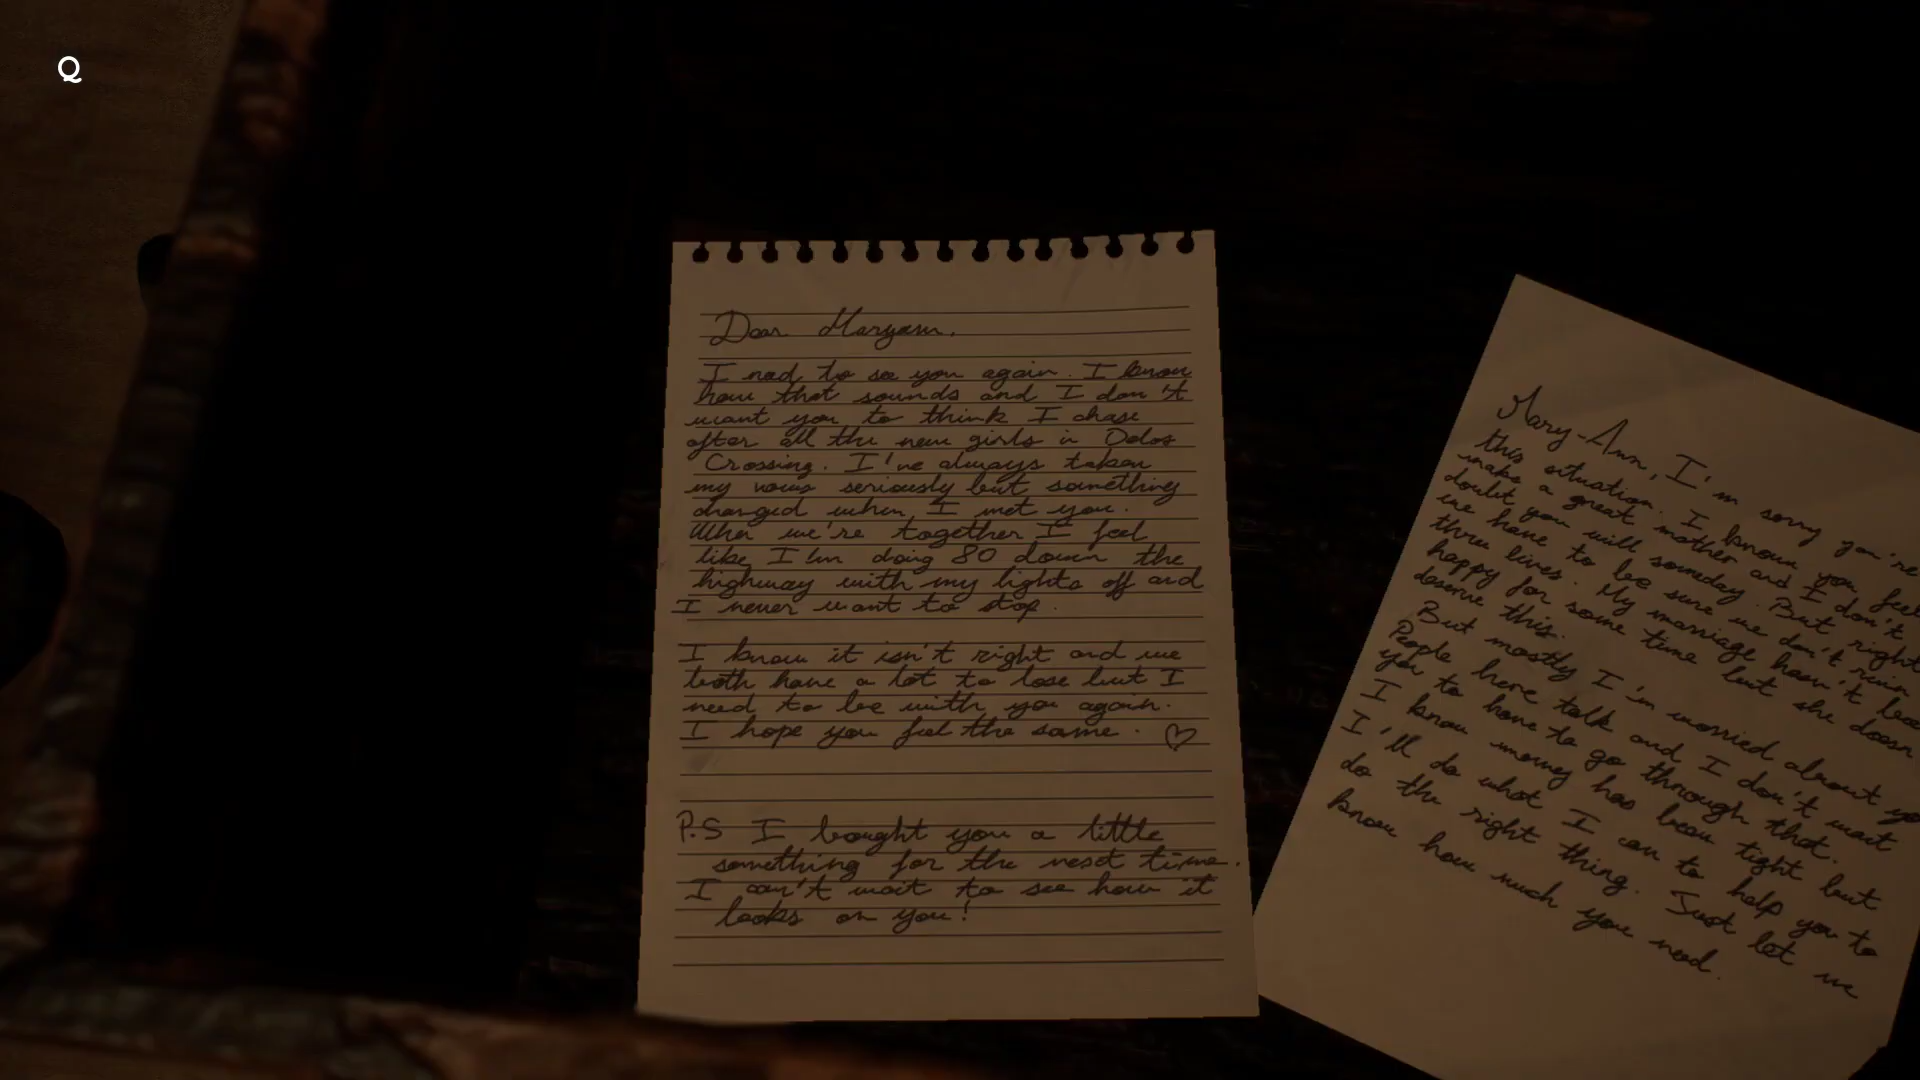 Q
Dear Maryann,
I need to see you again. I know
how that sounds and I don't
want you to think I chase
after all the new girls in Delos
Crossing. I've always taken
my vows seriously but something
changed when I met you.
When we're together I feel
like I'm doing 80 down the
highway with my lights off and
I never want to stop.
I know it isn't right and we
both have a lot to lose but I
need to be with you again.
I hope you feel the same. ♡
P.S I bought you a little
something for the next time.
I can't wait to see how it
looks on you!
Mary-Ann, I'm sorry you're
this situation. I know you feel
make a great mother and I don't
doubt you will someday. But right
we have to be sure we don't ruin
three lives. My marriage hasn't
happy for some time but she doesn
deserve this.
But mostly I'm worried about
People here talk and I don't want
you to have to go through that.
I know money has been tight but
I'll do what I can to help you to
do the right thing. Just let me
know how much you need.